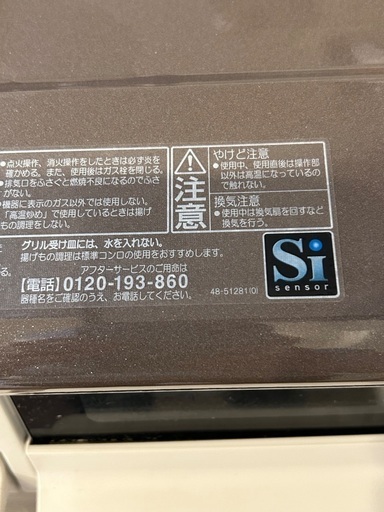 ●点火操作、消火操作をしたときは必ず炎を
確かめる。また、使用後はガス栓を閉じる。
●排気口をふさぐと燃焼不良になるのでふさ
がない。
●機器に表示のガス以外では使用しない。
「高温炒め」で使用しているときは揚げ
もの調理をしない。
グリル受け皿には、水を入れない。
揚げもの調理は標準コンロの使用をおすすめします。
アフターサービスのご用命は
【電話】0120-193-860
器種名をご確認のうえ、お電話してください。
注意
やけど注意
●使用中、使用直後は操作部
以外は高温になっているの
で触れない。
換気注意
●使用中は換気扇を回すなど
換気を行う。
Si
sensor
48-51281(0)